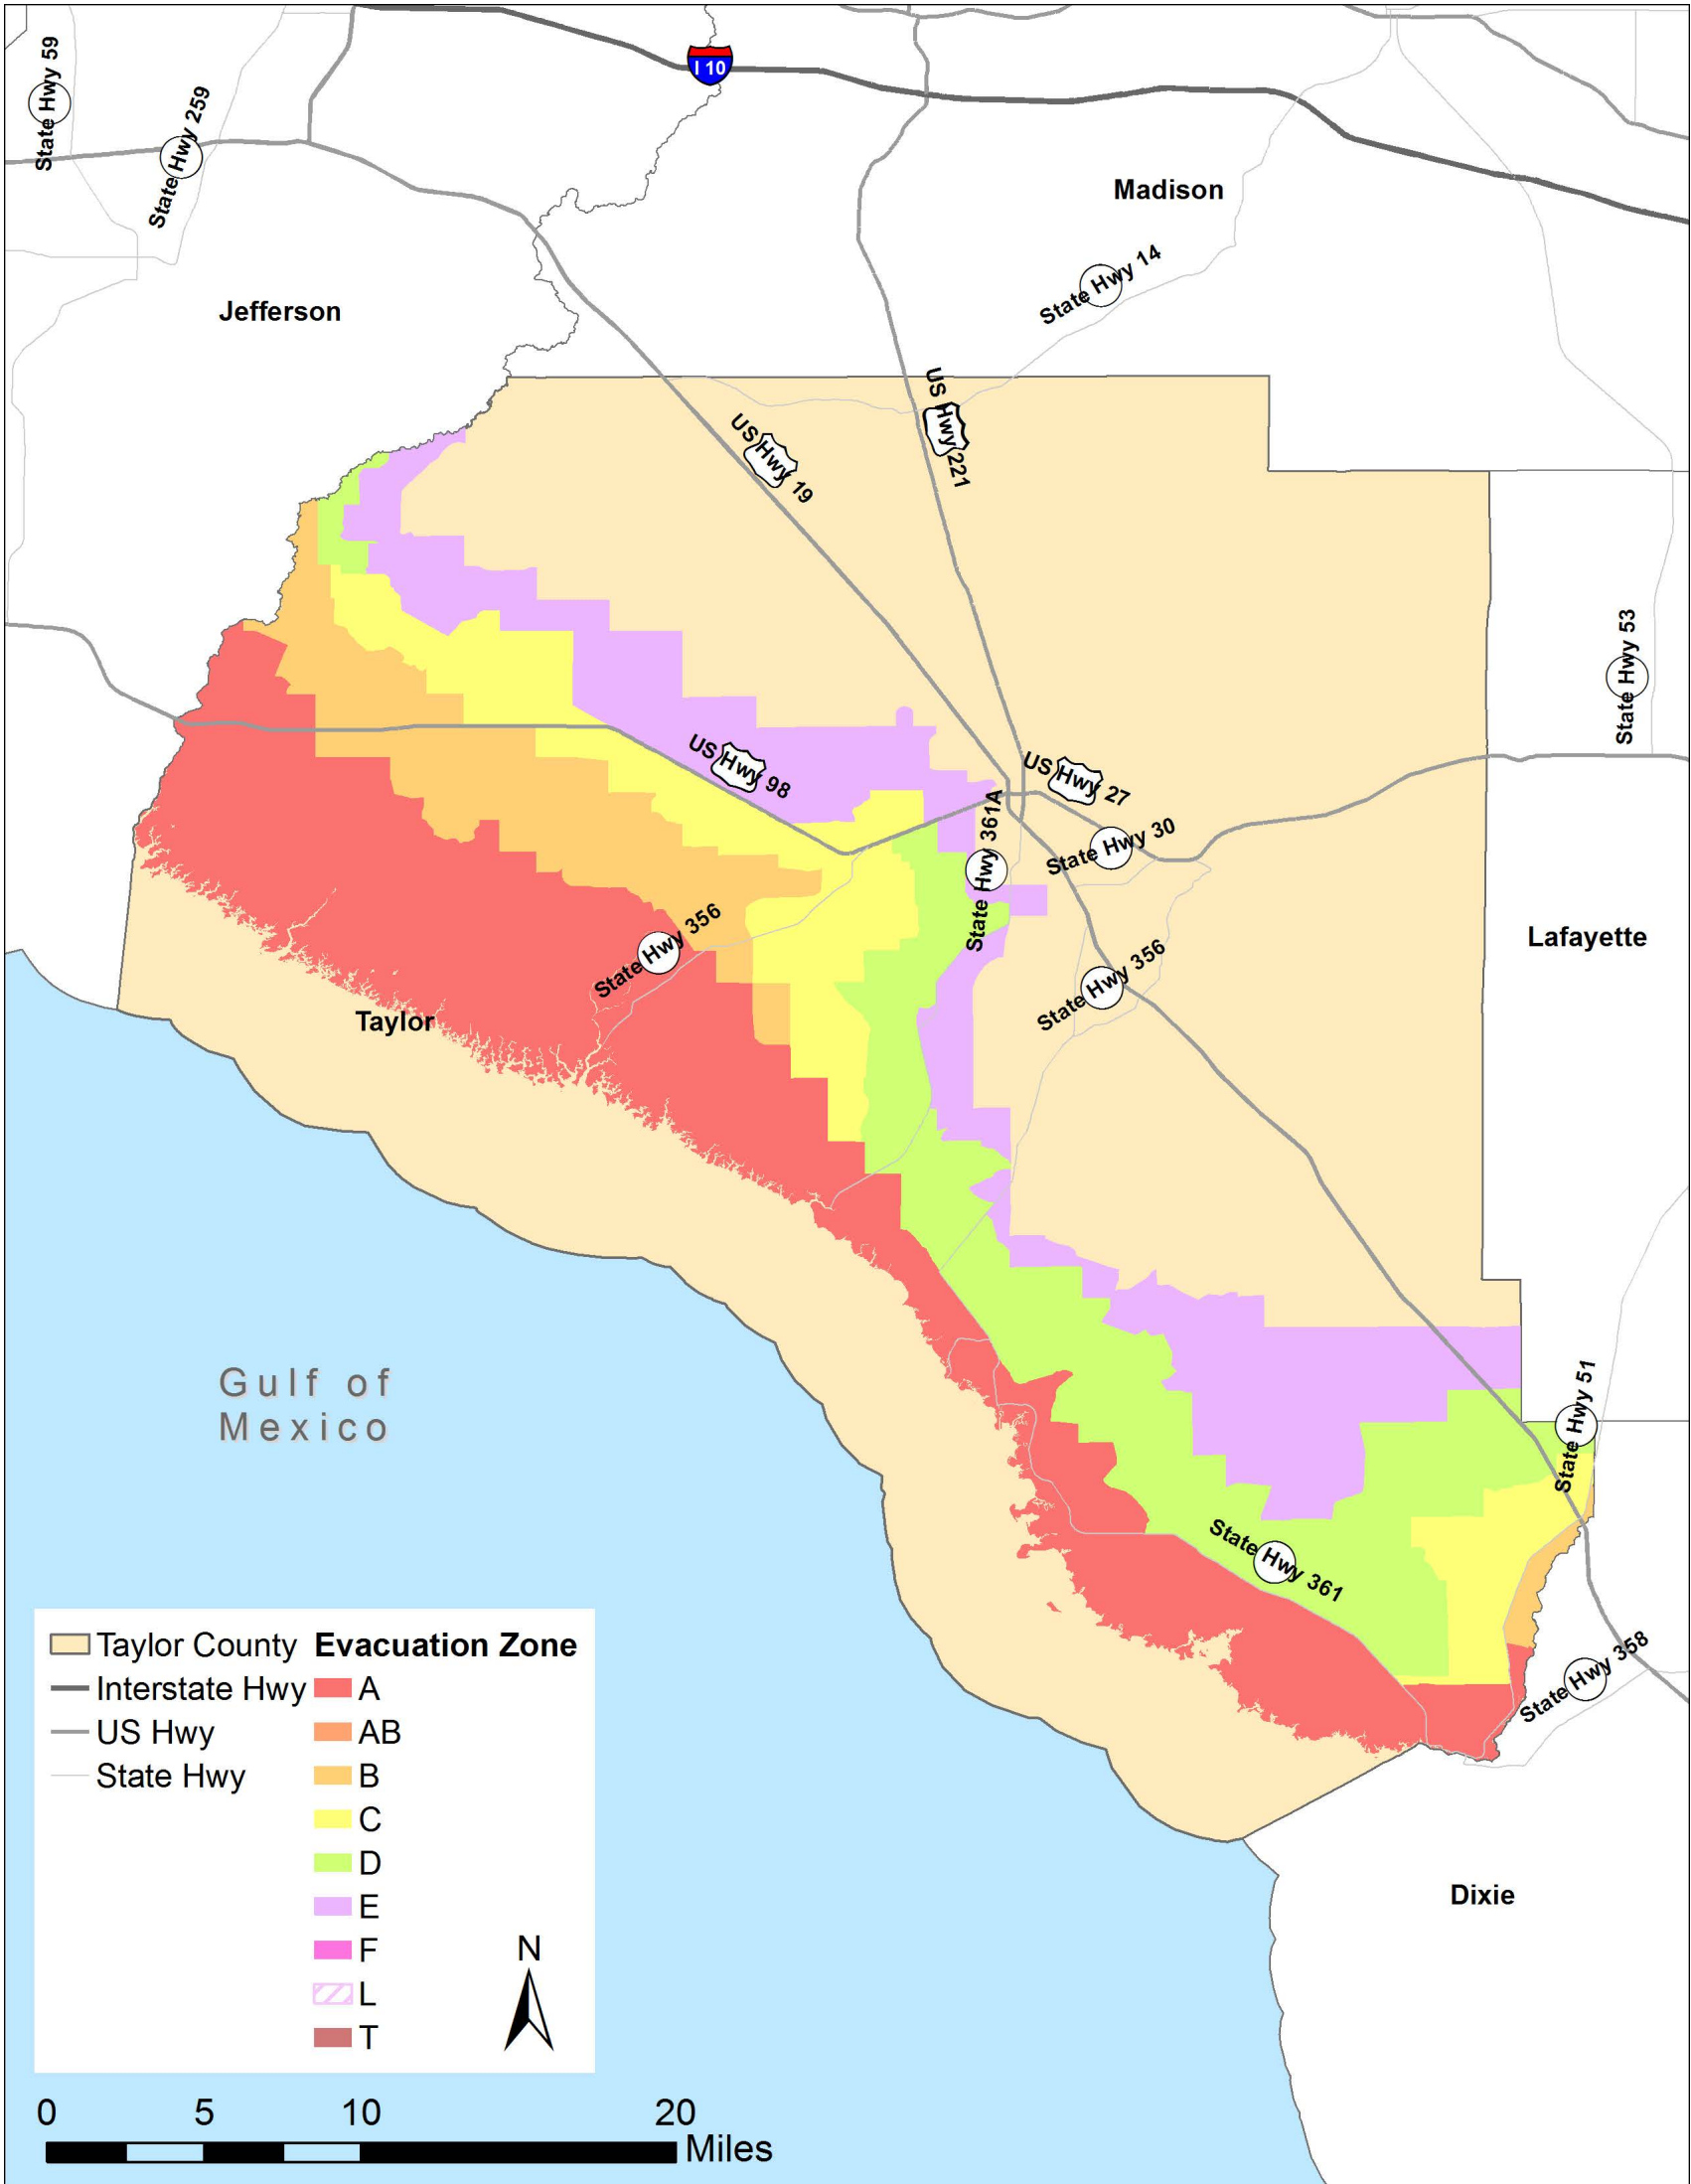 I 10
State Hwy 59
State Hwy 259
Madison
State Hwy 14
Jefferson
US Hwy 221
US Hwy 19
State Hwy 53
US Hwy 98
US Hwy 27
State Hwy 361A
State Hwy 30
State Hwy 356
Lafayette
State Hwy 356
Taylor
Gulf of
Mexico
State Hwy 51
State Hwy 361
State Hwy 358
Dixie
Taylor County Evacuation Zone
Interstate Hwy A
US Hwy AB
State Hwy B
C
D
E
F
L
T
N
0 5 10 20
Miles